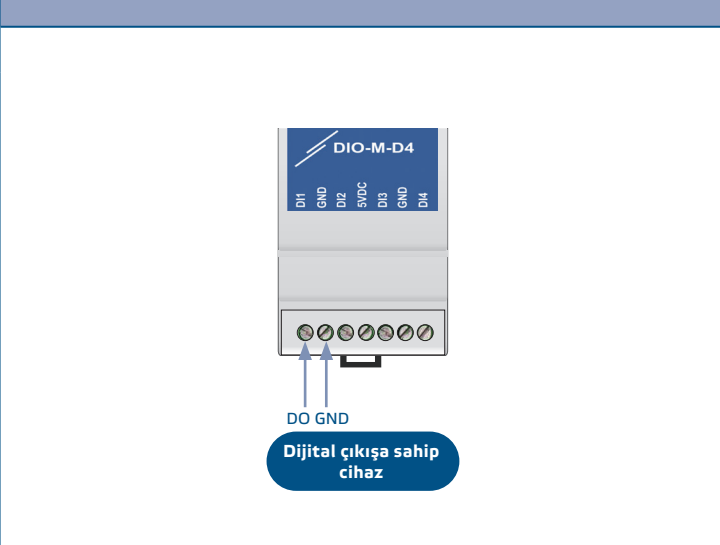 DIO-M-D4
DI1 GND DI2 5VDC DI3 GND DI4
DO GND
Dijital çıkışa sahip
cihaz